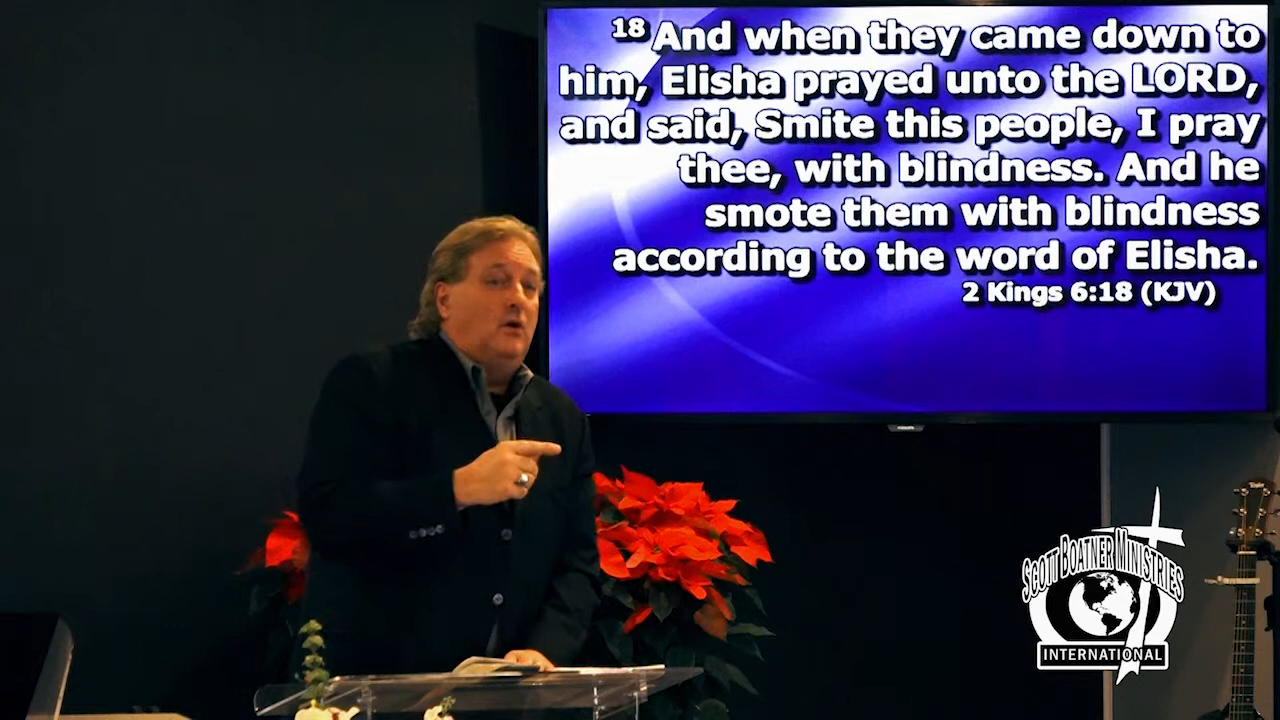 18 And when they came down to
him, Elisha prayed unto the LORD,
and said, Smite this people, I pray
thee, with blindness. And he
smote them with blindness
according to the word of Elisha.
2 Kings 6:18 (KJV)
Taylor
SCOTT BOATNER MINISTRIES
INTERNATIONAL